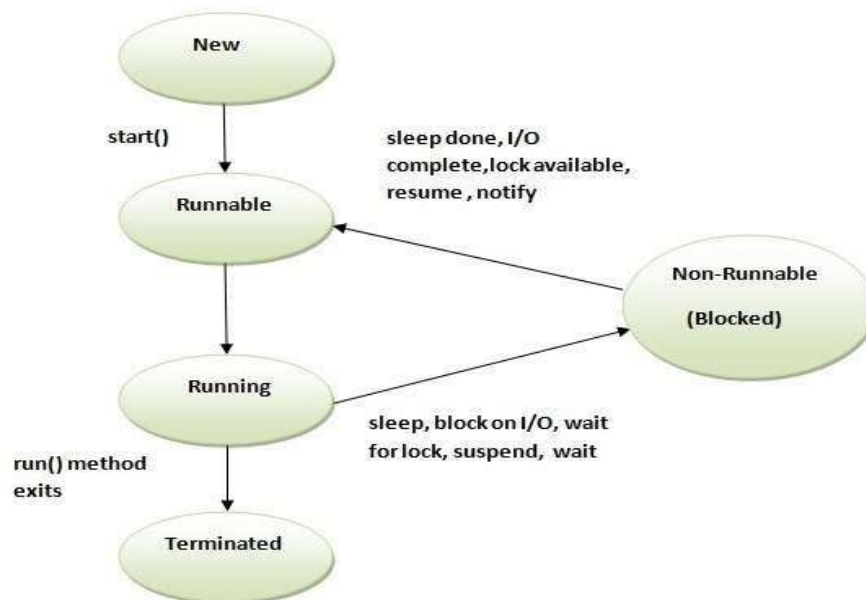 New
start()
sleep done, I/O
complete,lock available,
resume , notify
Runnable
Non-Runnable
(Blocked)
Running
sleep, block on I/O, wait
for lock, suspend, wait
run() method
exits
Terminated